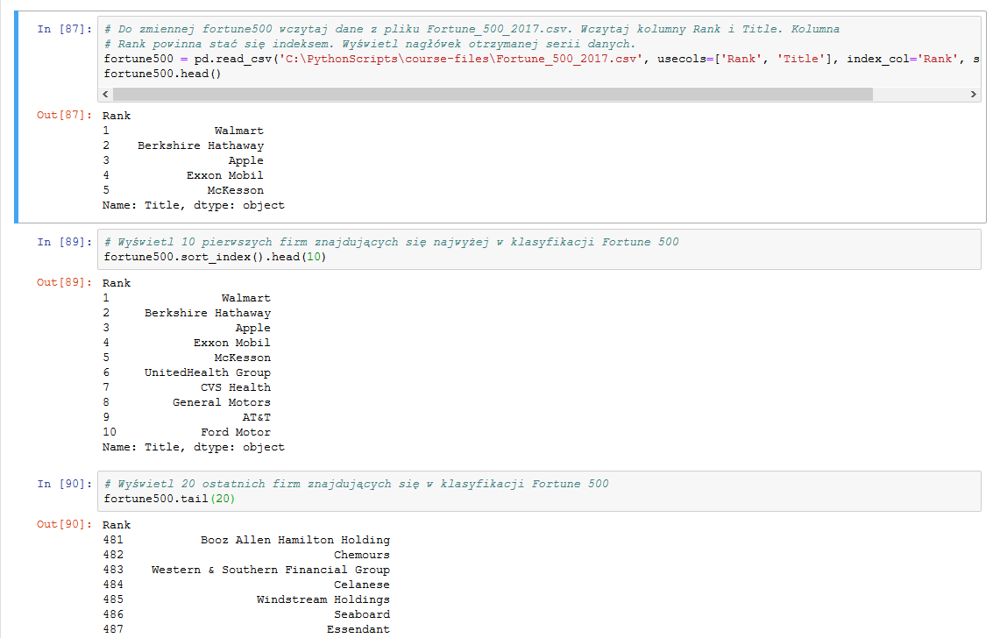 In [87]: # Do zmiennej fortune500 wczytaj dane z pliku Fortune_500_2017.csv. Wczytaj kolumny Rank i Title. Kolumna
# Rank powinna stać się indeksem. Wyświetl nagłówek otrzymanej serii danych.
fortune500 = pd.read_csv('C:\PythonScripts\course-files\Fortune_500_2017.csv', usecols=['Rank', 'Title'], index_col='Rank', s
fortune500.head()
Out[87]: Rank
1 Walmart
2 Berkshire Hathaway
3 Apple
4 Exxon Mobil
5 McKesson
Name: Title, dtype: object
In [89]: # Wyświetl 10 pierwszych firm znajdujących się najwyżej w klasyfikacji Fortune 500
fortune500.sort_index().head(10)
Out[89]: Rank
1 Walmart
2 Berkshire Hathaway
3 Apple
4 Exxon Mobil
5 McKesson
6 UnitedHealth Group
7 CVS Health
8 General Motors
9 AT&T
10 Ford Motor
Name: Title, dtype: object
In [90]: # Wyświetl 20 ostatnich firm znajdujących się w klasyfikacji Fortune 500
fortune500.tail(20)
Out[90]: Rank
481 Booz Allen Hamilton Holding
482 Chemours
483 Western & Southern Financial Group
484 Celanese
485 Windstream Holdings
486 Seaboard
487 Essendant